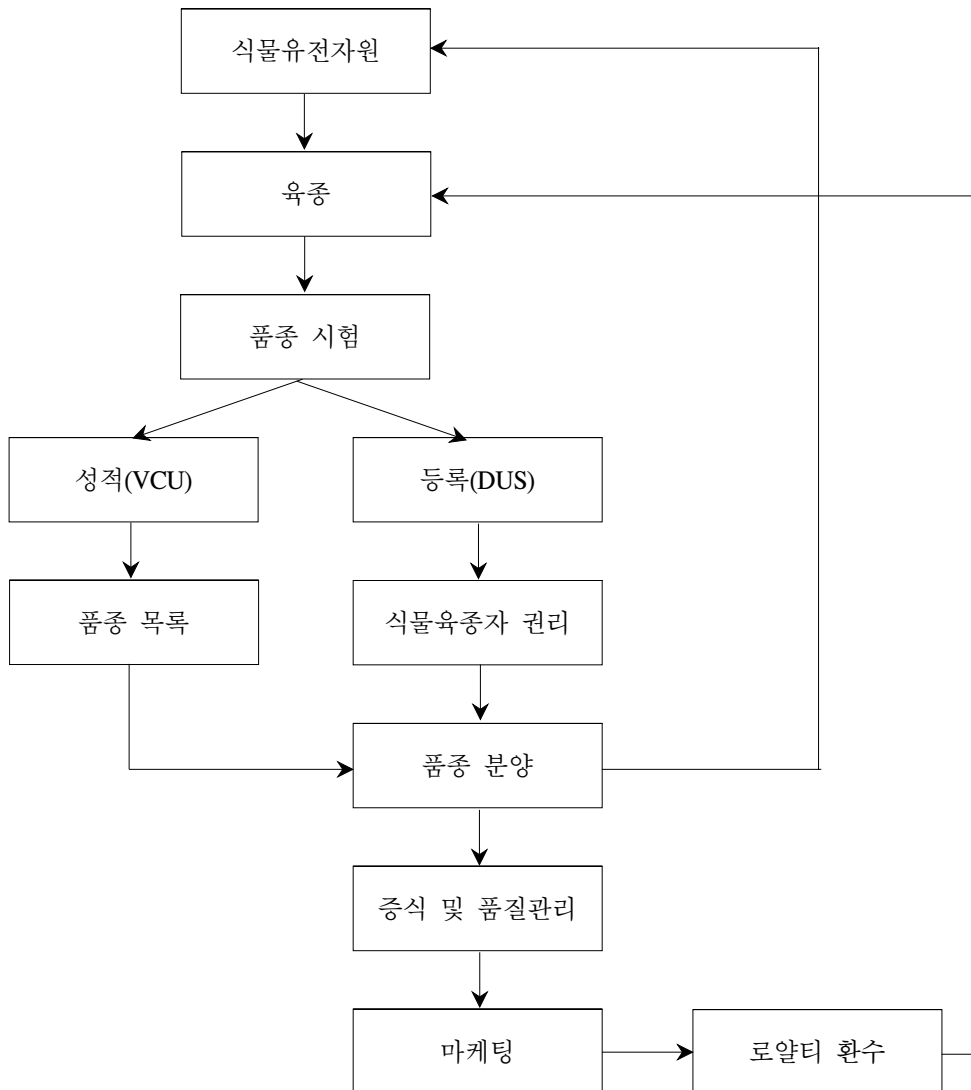 식물유전자원
육종
품종 시험
성적(VCU)
등록(DUS)
품종 목록
식물육종자 권리
품종 분양
증식 및 품질관리
마케팅
로얄티 환수